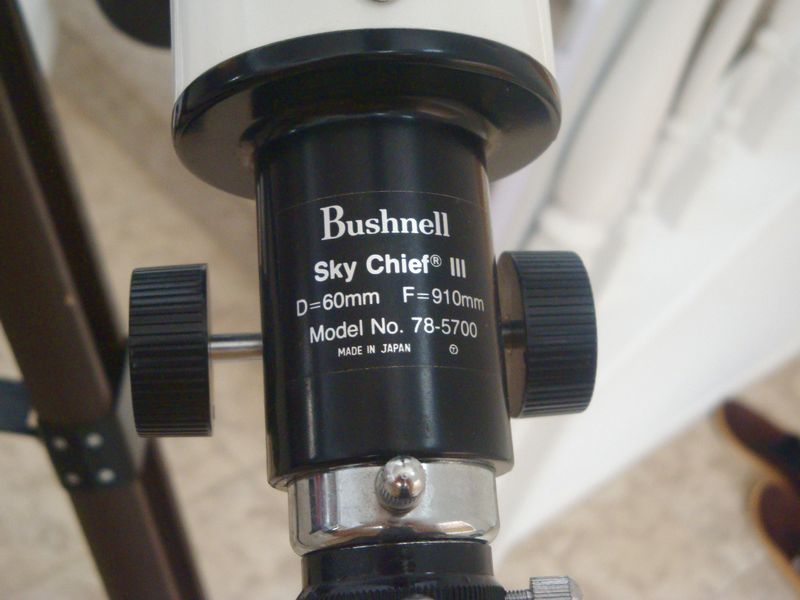 Bushnell
Sky Chief® III
D=60mm F=910mm
Model No. 78-5700
MADE IN JAPAN Ⓣ